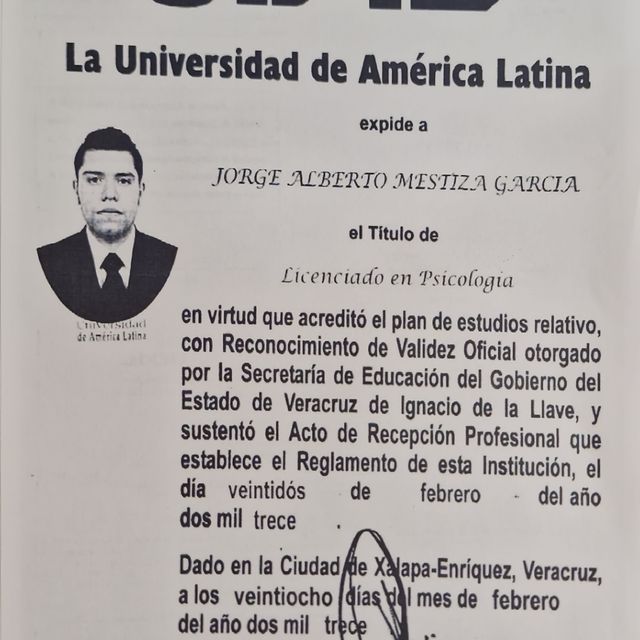 La Universidad de América Latina
expide a
JORGE ALBERTO MESTIZA GARCIA
el Título de
Licenciado en Psicologia
Universidad
de América Latina
en virtud que acreditó el plan de estudios relativo,
con Reconocimiento de Validez Oficial otorgado
por la Secretaría de Educación del Gobierno del
Estado de Veracruz de Ignacio de la Llave, y
sustentó el Acto de Recepción Profesional que
establece el Reglamento de esta Institución, el
día veintidós de febrero del año
dos mil trece
Dado en la Ciudad de Xalapa-Enríquez, Veracruz,
a los veintiocho días del mes de febrero
del año dos mil trece